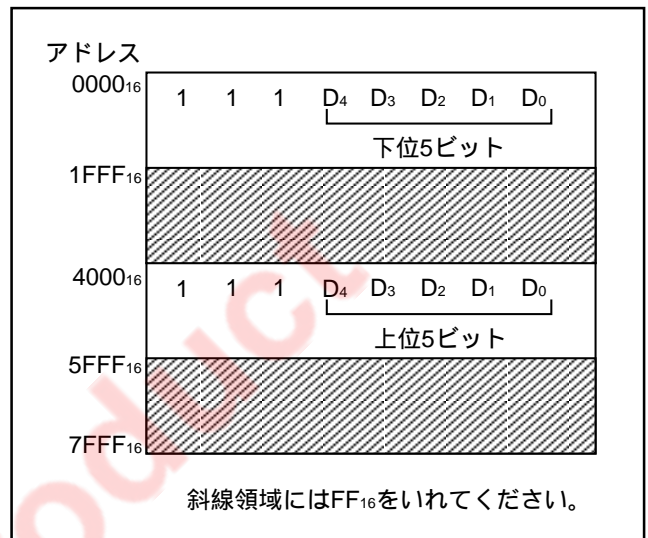 アドレス
0000₁₆
1 1 1 D₄ D₃ D₂ D₁ D₀
下位5ビット
1FFF₁₆
4000₁₆
1 1 1 D₄ D₃ D₂ D₁ D₀
上位5ビット
5FFF₁₆
7FFF₁₆
斜線領域にはFF₁₆をいれてください。
oduct